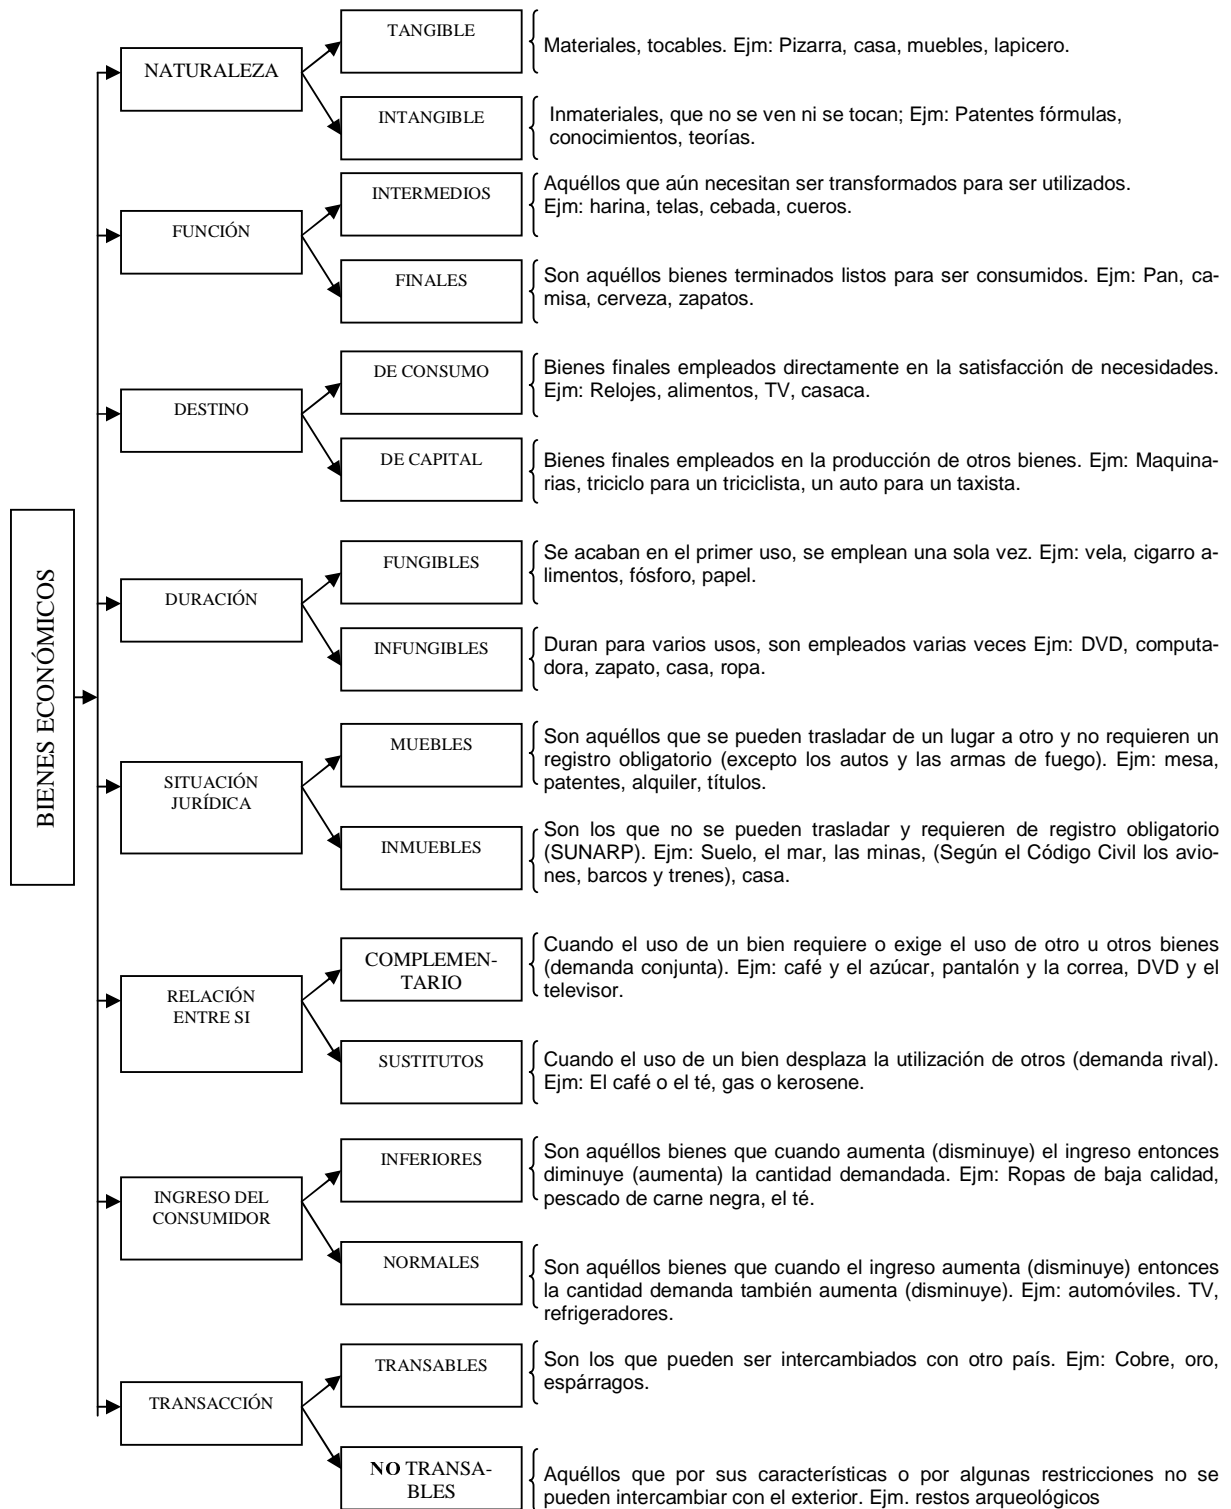 BIENES ECONÓMICOS
NATURALEZA
TANGIBLE
Materiales, tocables. Ejm: Pizarra, casa, muebles, lapicero.
INTANGIBLE
Inmateriales, que no se ven ni se tocan; Ejm: Patentes fórmulas,
conocimientos, teorías.
FUNCIÓN
INTERMEDIOS
Aquéllos que aún necesitan ser transformados para ser utilizados.
Ejm: harina, telas, cebada, cueros.
FINALES
Son aquéllos bienes terminados listos para ser consumidos. Ejm: Pan, ca-
misa, cerveza, zapatos.
DESTINO
DE CONSUMO
Bienes finales empleados directamente en la satisfacción de necesidades.
Ejm: Relojes, alimentos, TV, casaca.
DE CAPITAL
Bienes finales empleados en la producción de otros bienes. Ejm: Maquina-
rias, triciclo para un triciclista, un auto para un taxista.
DURACIÓN
FUNGIBLES
Se acaban en el primer uso, se emplean una sola vez. Ejm: vela, cigarro a-
limentos, fósforo, papel.
INFUNGIBLES
Duran para varios usos, son empleados varias veces Ejm: DVD, computa-
dora, zapato, casa, ropa.
SITUACIÓN
JURÍDICA
MUEBLES
Son aquéllos que se pueden trasladar de un lugar a otro y no requieren un
registro obligatorio (excepto los autos y las armas de fuego). Ejm: mesa,
patentes, alquiler, títulos.
INMUEBLES
Son los que no se pueden trasladar y requieren de registro obligatorio
(SUNARP). Ejm: Suelo, el mar, las minas, (Según el Código Civil los avio-
nes, barcos y trenes), casa.
RELACIÓN
ENTRE SI
COMPLEMEN-
TARIO
Cuando el uso de un bien requiere o exige el uso de otro u otros bienes
(demanda conjunta). Ejm: café y el azúcar, pantalón y la correa, DVD y el
televisor.
SUSTITUTOS
Cuando el uso de un bien desplaza la utilización de otros (demanda rival).
Ejm: El café o el té, gas o kerosene.
INGRESO DEL
CONSUMIDOR
INFERIORES
Son aquéllos bienes que cuando aumenta (disminuye) el ingreso entonces
diminuye (aumenta) la cantidad demandada. Ejm: Ropas de baja calidad,
pescado de carne negra, el té.
NORMALES
Son aquéllos bienes que cuando el ingreso aumenta (disminuye) entonces
la cantidad demanda también aumenta (disminuye). Ejm: automóviles. TV,
refrigeradores.
TRANSACCIÓN
TRANSABLES
Son los que pueden ser intercambiados con otro país. Ejm: Cobre, oro,
espárragos.
NO TRANSA-
BLES
Aquéllos que por sus características o por algunas restricciones no se
pueden intercambiar con el exterior. Ejm. restos arqueológicos